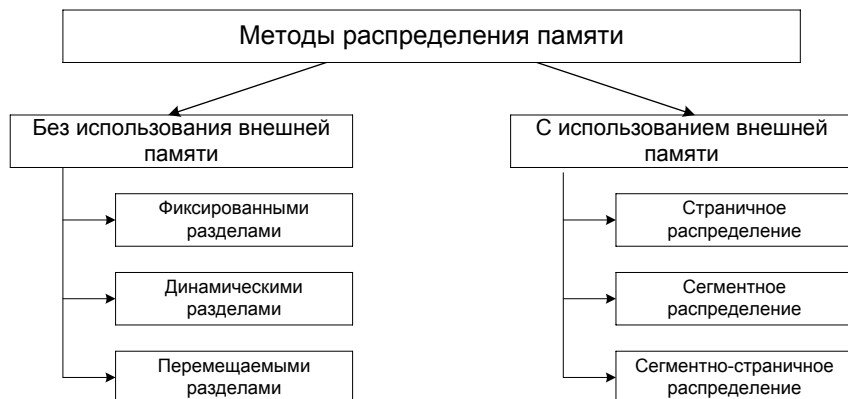 Методы распределения памяти
Без использования внешней
памяти
С использованием внешней
памяти
Фиксированными
разделами
Динамическими
разделами
Перемещаемыми
разделами
Страничное
распределение
Сегментное
распределение
Сегментно-страничное
распределение